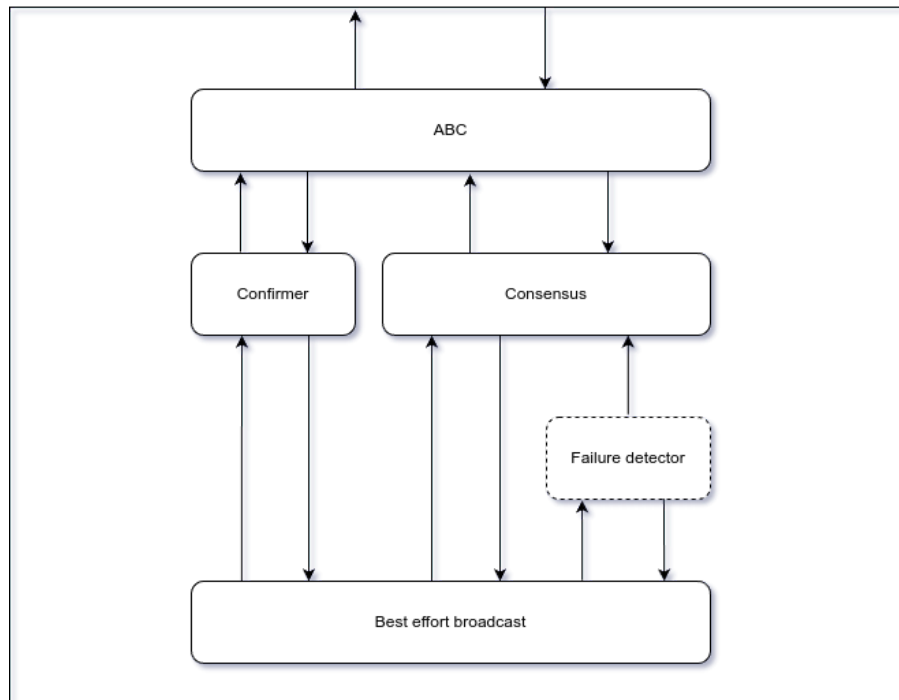 ABC
Confirmer
Consensus
Failure detector
Best effort broadcast